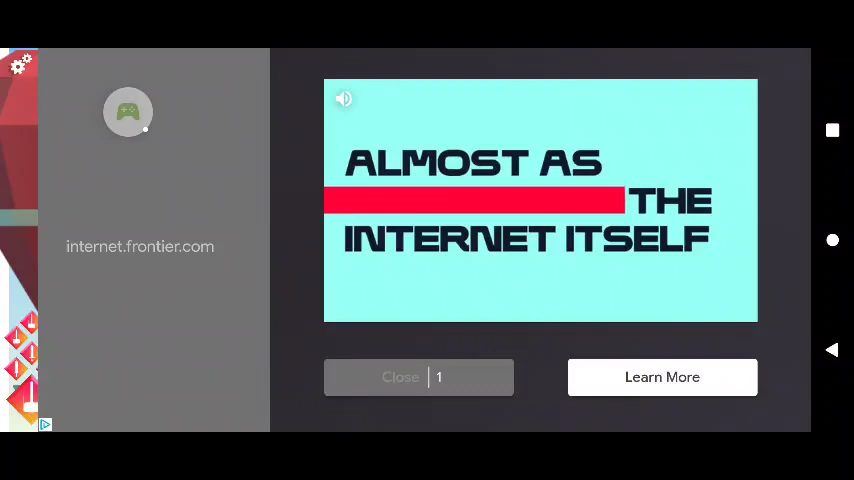 internet.frontier.com
ALMOST AS
THE
INTERNET ITSELF
Close 1
Learn More